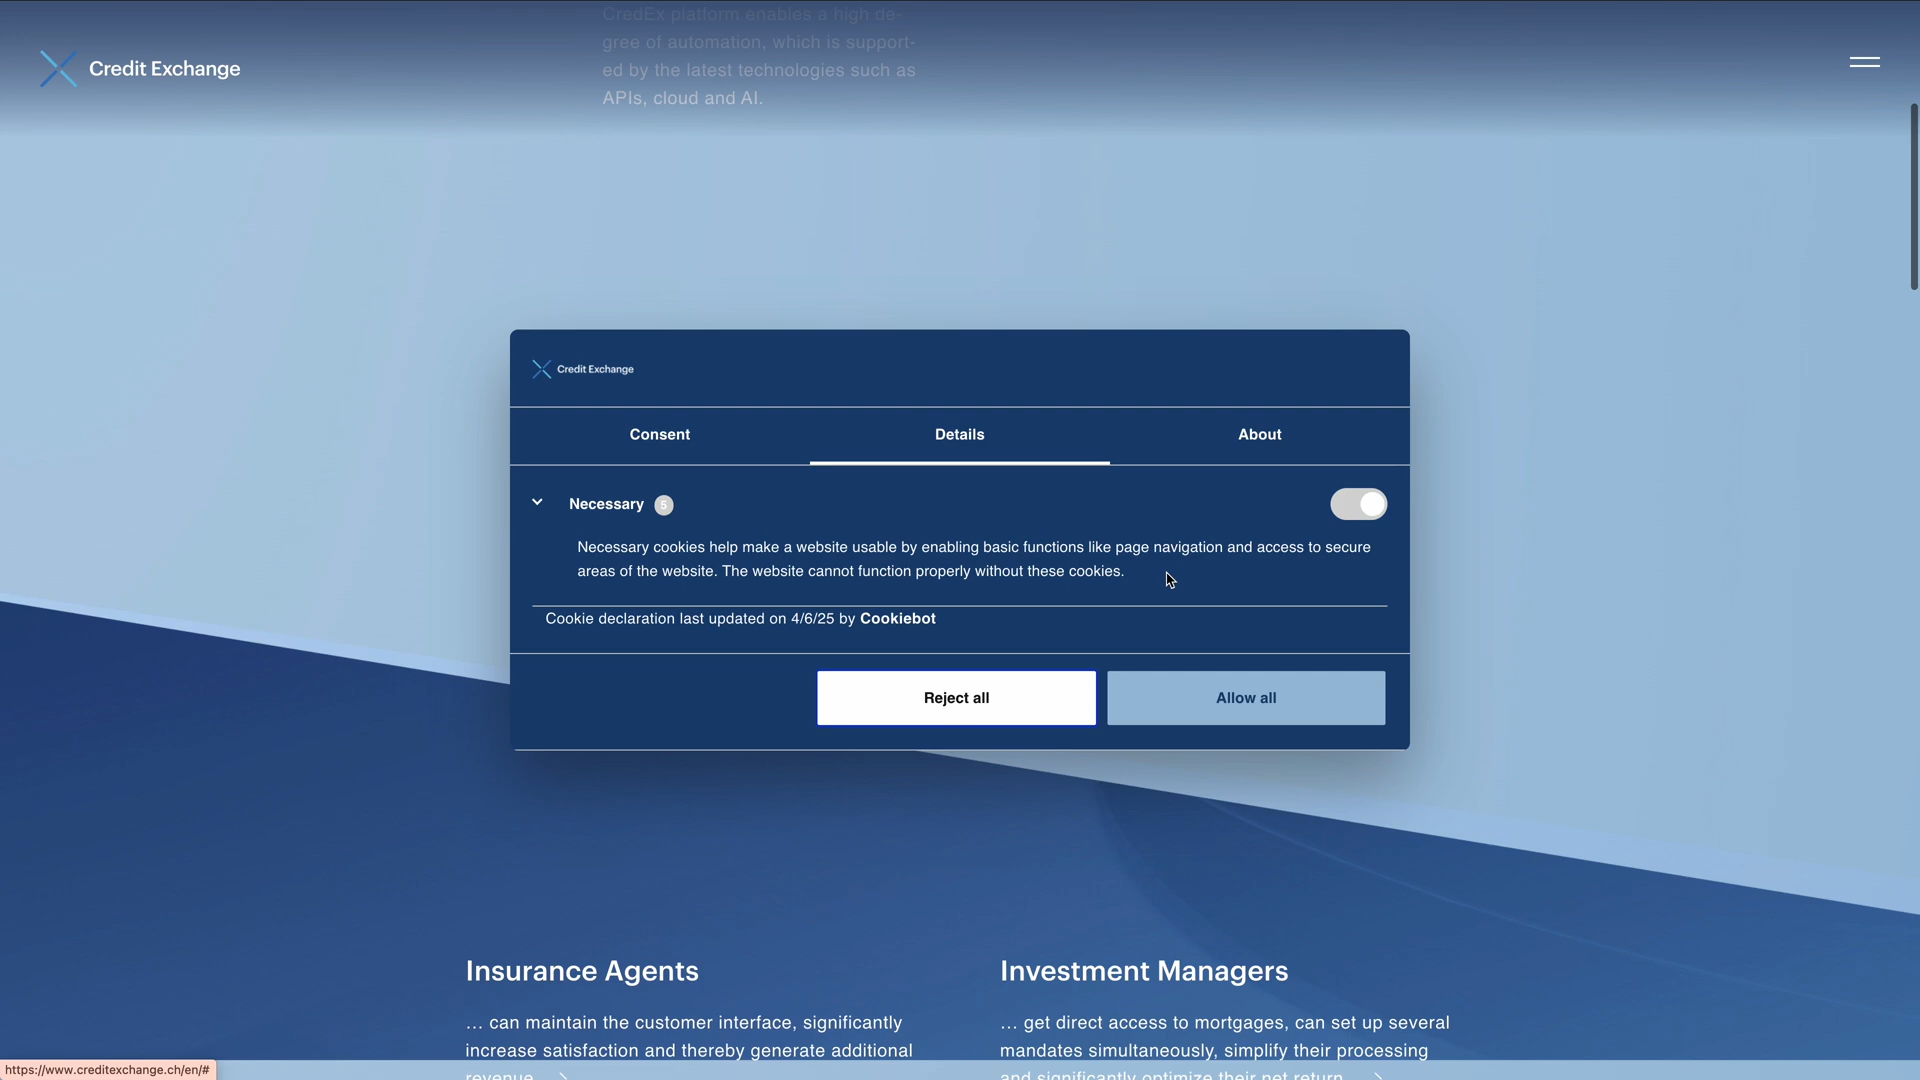 CredEx platform enables a high de-
gree of automation, which is support-
ed by the latest technologies such as
APIs, cloud and AI.
Credit Exchange
Credit Exchange
Consent
Details
About
Necessary 5
Necessary cookies help make a website usable by enabling basic functions like page navigation and access to secure
areas of the website. The website cannot function properly without these cookies.
Cookie declaration last updated on 4/6/25 by Cookiebot
Reject all
Allow all
Insurance Agents
… can maintain the customer interface, significantly
increase satisfaction and thereby generate additional
revenue.
Investment Managers
… get direct access to mortgages, can set up several
mandates simultaneously, simplify their processing
and significantly optimize their net return.
https://www.creditexchange.ch/en/#